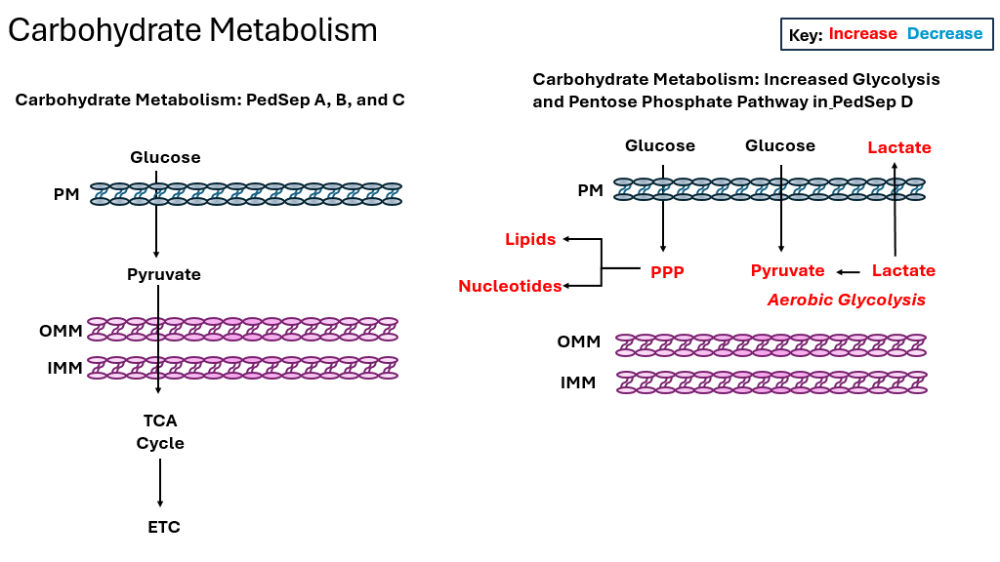 Carbohydrate Metabolism
Key: Increase Decrease
Carbohydrate Metabolism: PedSep A, B, and C
Glucose
PM
Pyruvate
OMM
IMM
TCA
Cycle
ETC
Carbohydrate Metabolism: Increased Glycolysis
and Pentose Phosphate Pathway in PedSep D
Glucose Glucose Lactate
PM
Lipids
Nucleotides
PPP Pyruvate Lactate
Aerobic Glycolysis
OMM
IMM